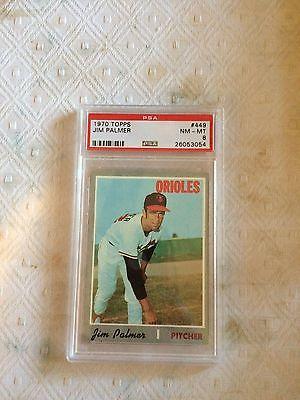 PSA
1970 TOPPS #449
JIM PALMER NM - MT
8
26053054
ORIOLES
Jim Palmer PITCHER